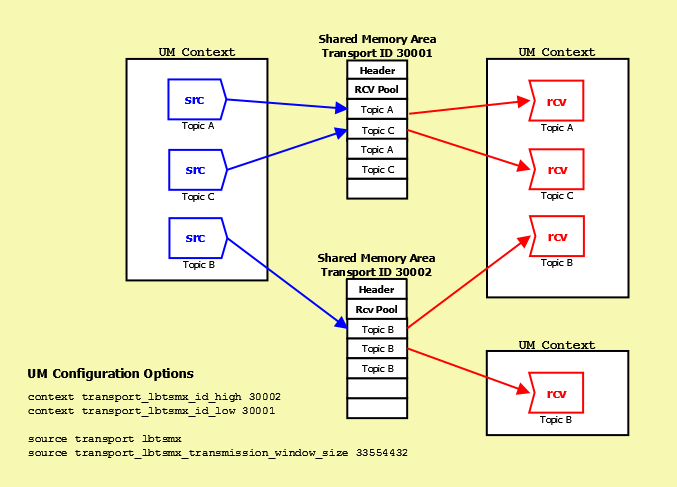 UM Context
src
Topic A
src
Topic C
src
Topic B
Shared Memory Area
Transport ID 30001
Header
RCV Pool
Topic A
Topic C
Topic A
Topic C
UM Context
rcv
Topic A
rcv
Topic C
rcv
Topic B
Shared Memory Area
Transport ID 30002
Header
Rcv Pool
Topic B
Topic B
Topic B
UM Context
rcv
Topic B
UM Configuration Options
context transport_lbtsmx_id_high 30002
context transport_lbtsmx_id_low 30001
source transport lbtsmx
source transport_lbtsmx_transmission_window_size 33554432